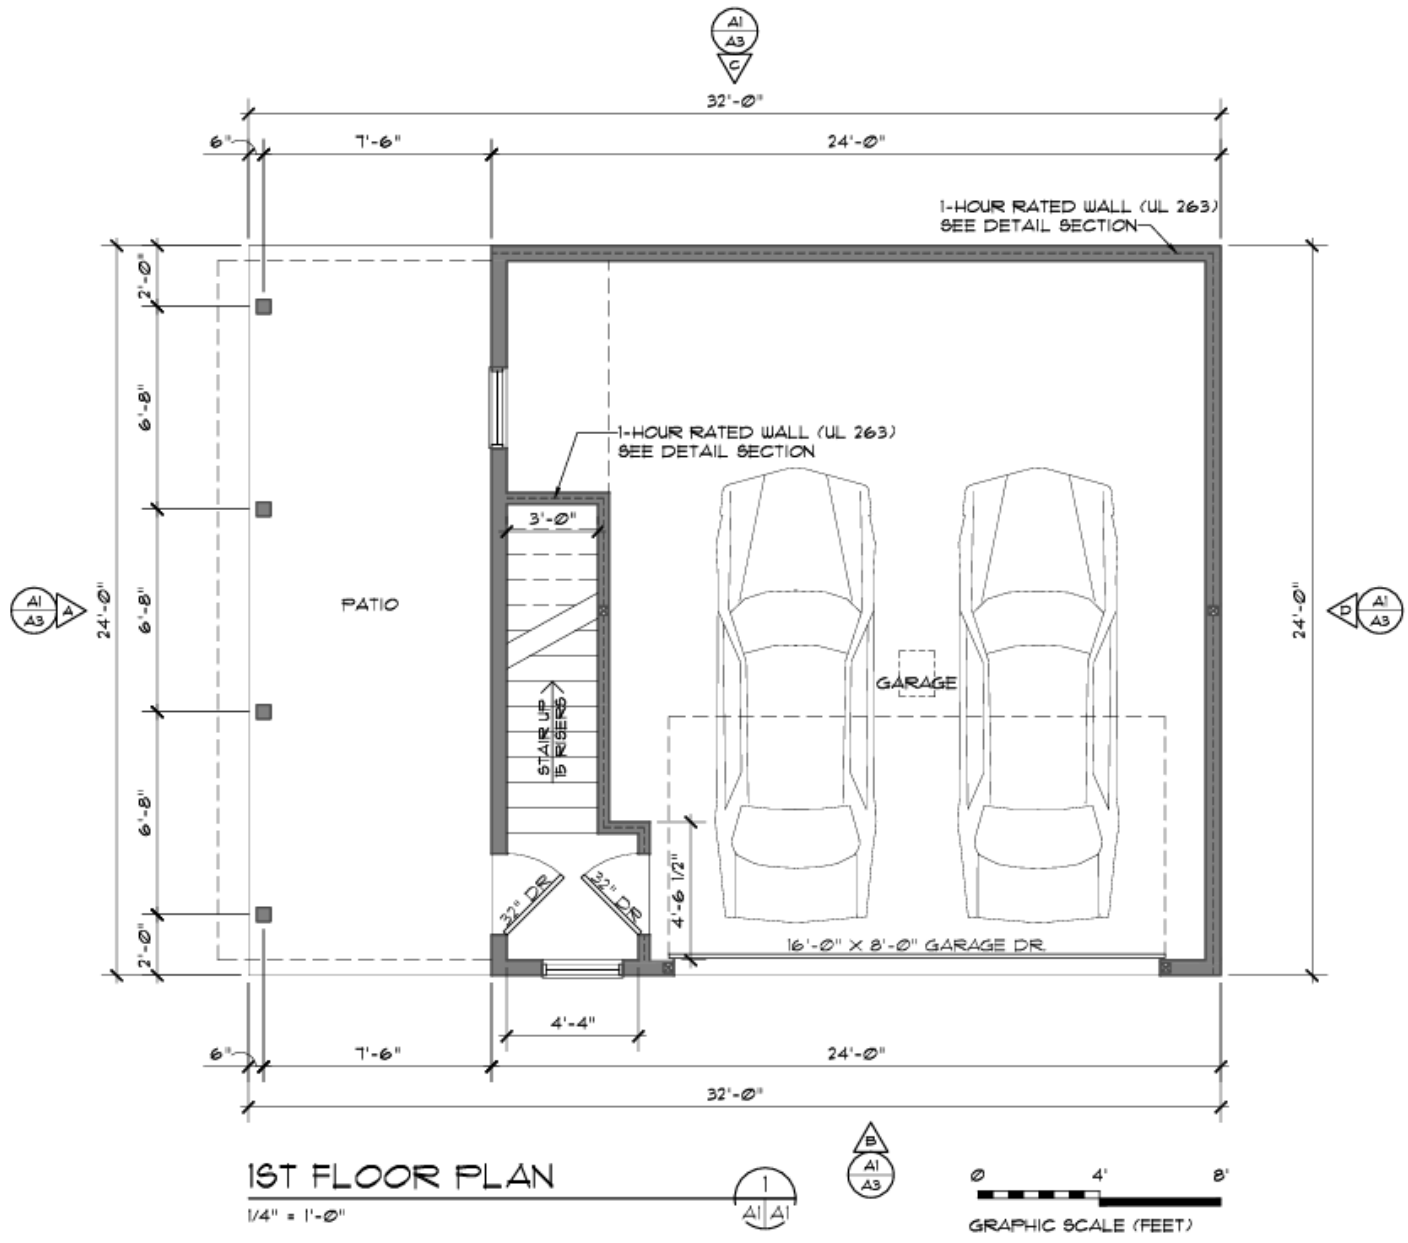 A1
A3
C
32'-0"
6"
7'-6"
24'-0"
1-HOUR RATED WALL (UL 263)
SEE DETAIL SECTION
2'-0"
6'-8"
1-HOUR RATED WALL (UL 263)
SEE DETAIL SECTION
3'-0"
A1
A3
A
24'-0"
6'-8"
PATIO
24'-0"
D
A1
A3
GARAGE
STAIR UP
15 RISERS
6'-8"
32" DR
32" DR
4'-6 1/2"
2'-0"
16'-0" X 8'-0" GARAGE DR.
4'-4"
6"
7'-6"
24'-0"
32'-0"
B
A1
A3
1ST FLOOR PLAN
1/4" = 1'-0"
1
A1 A1
0 4' 8'
GRAPHIC SCALE (FEET)